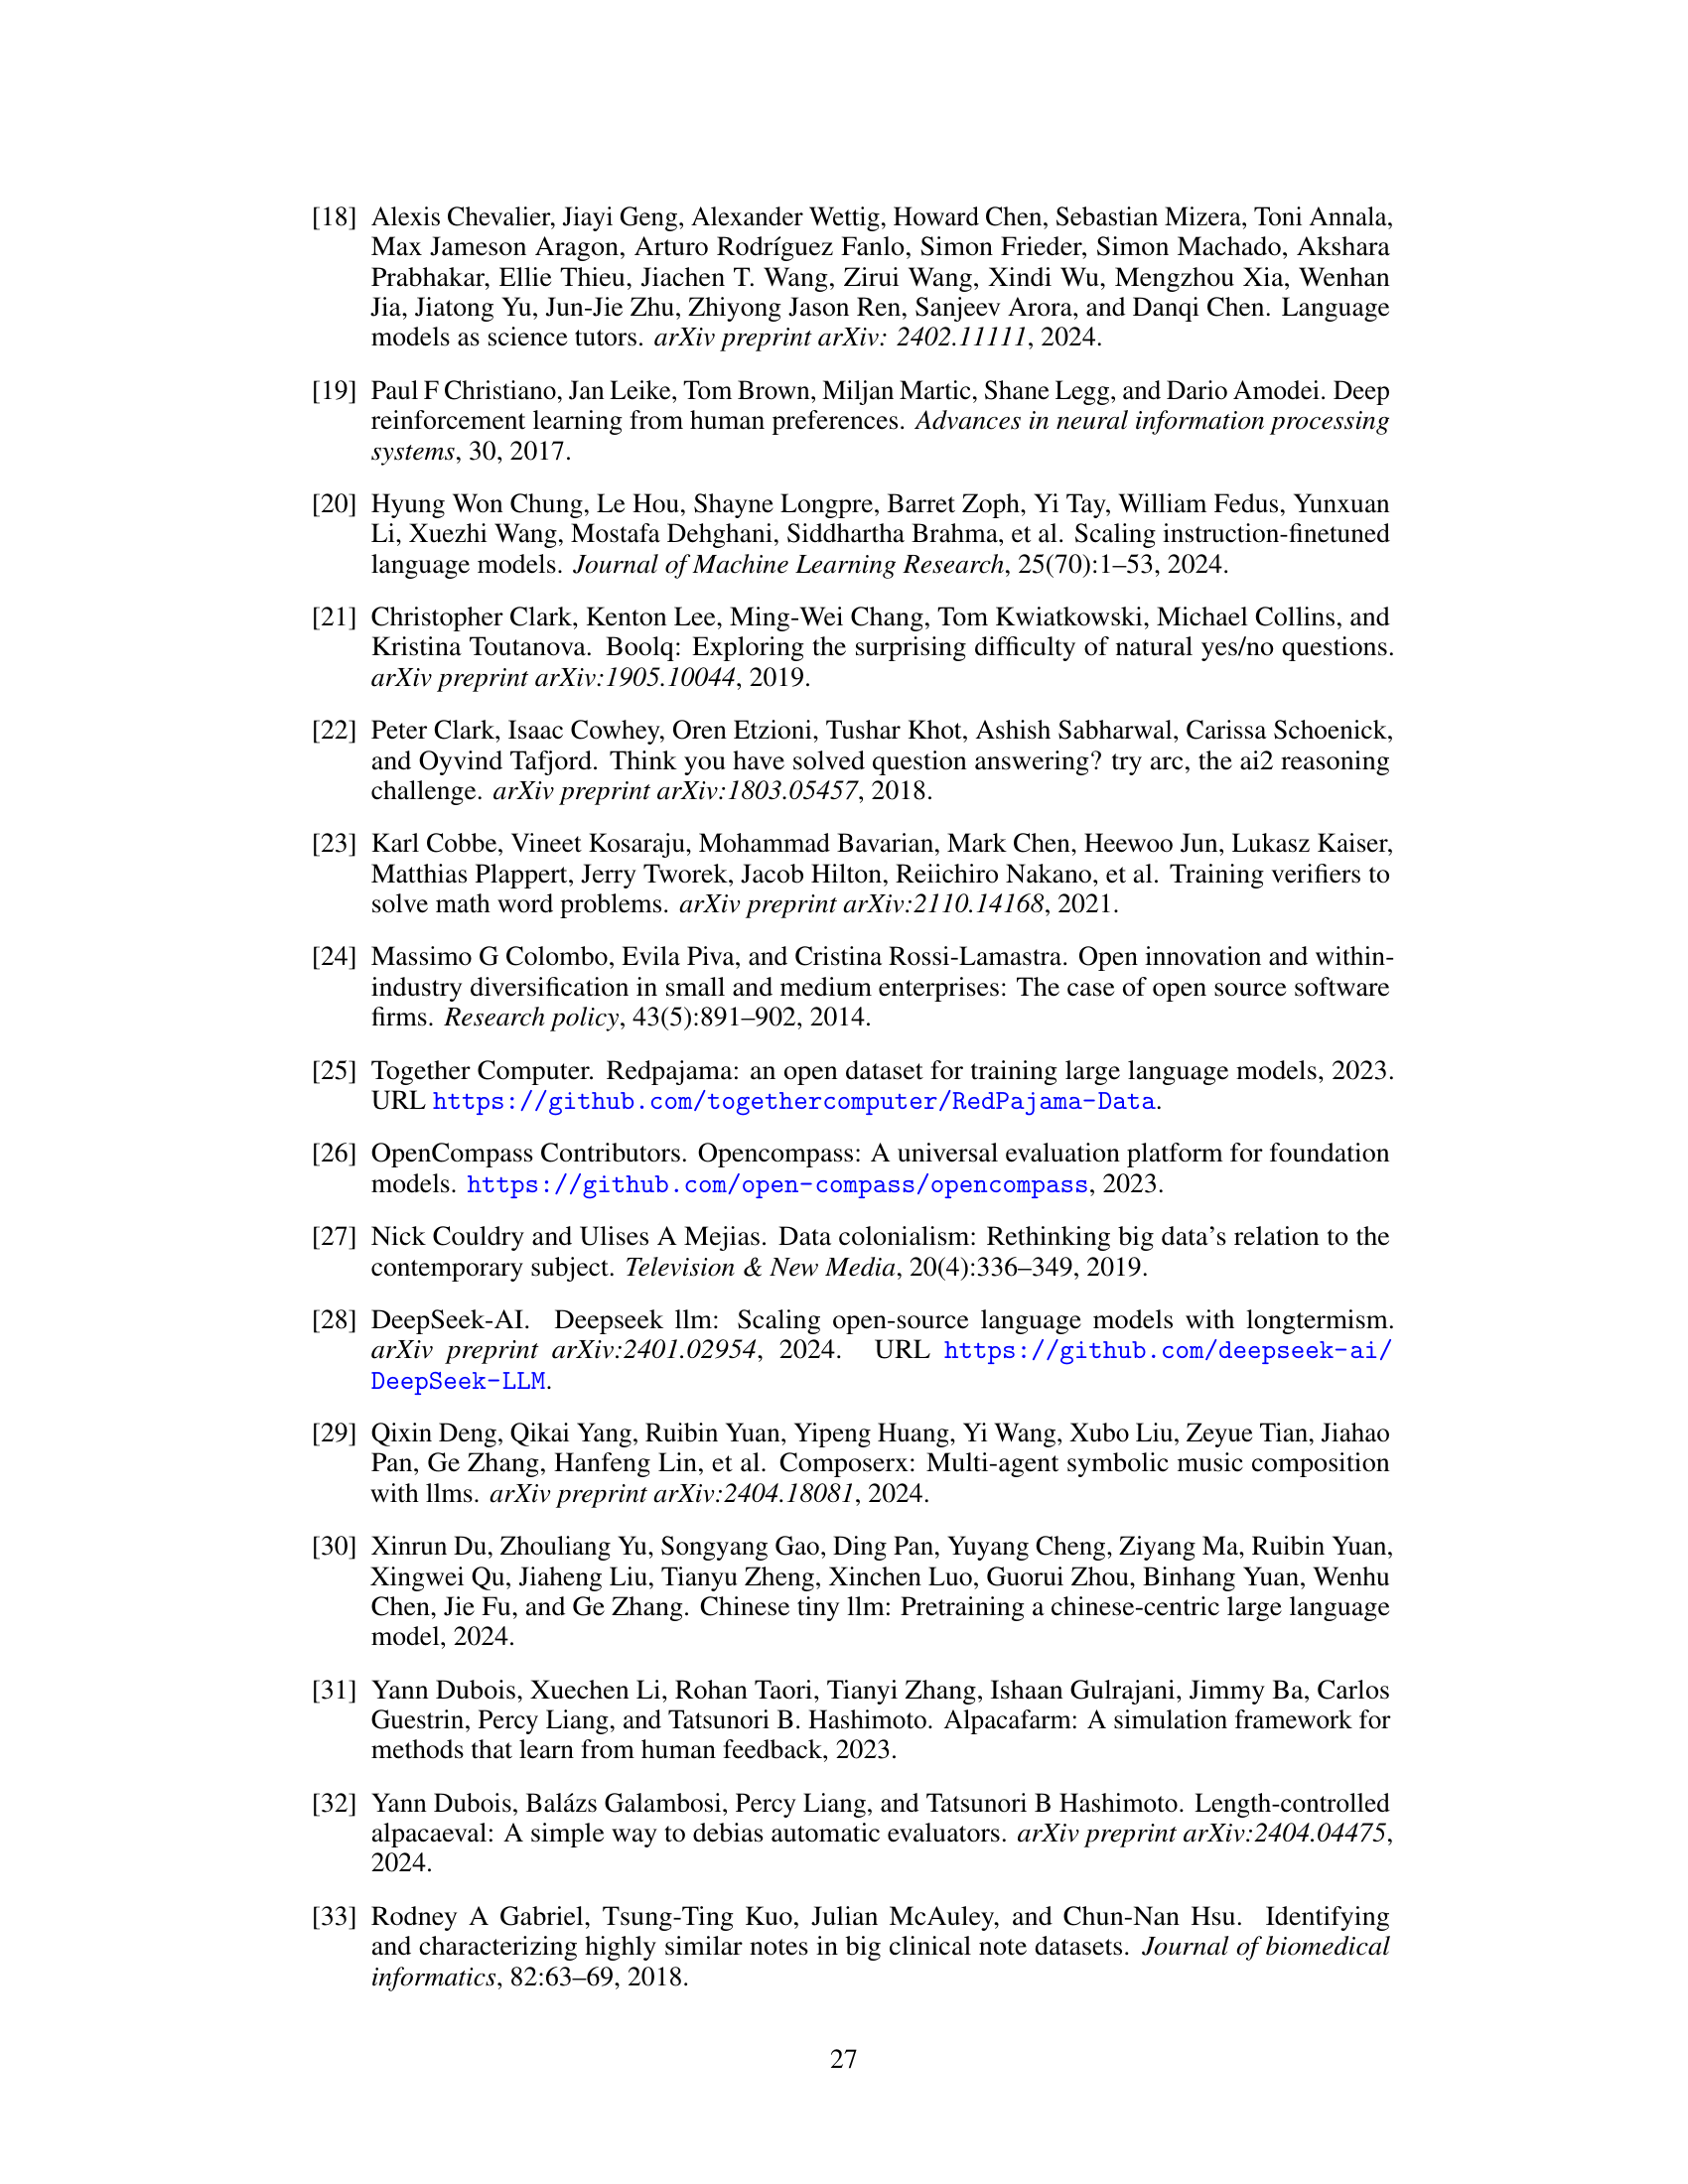 [18] Alexis Chevalier, Jiayi Geng, Alexander Wettig, Howard Chen, Sebastian Mizera, Toni Annala,
Max Jameson Aragon, Arturo Rodríguez Fanlo, Simon Frieder, Simon Machado, Akshara
Prabhakar, Ellie Thieu, Jiachen T. Wang, Zirui Wang, Xindi Wu, Mengzhou Xia, Wenhan
Jia, Jiatong Yu, Jun-Jie Zhu, Zhiyong Jason Ren, Sanjeev Arora, and Danqi Chen. Language
models as science tutors. arXiv preprint arXiv: 2402.11111, 2024.
[19] Paul F Christiano, Jan Leike, Tom Brown, Miljan Martic, Shane Legg, and Dario Amodei. Deep
reinforcement learning from human preferences. Advances in neural information processing
systems, 30, 2017.
[20] Hyung Won Chung, Le Hou, Shayne Longpre, Barret Zoph, Yi Tay, William Fedus, Yunxuan
Li, Xuezhi Wang, Mostafa Dehghani, Siddhartha Brahma, et al. Scaling instruction-finetuned
language models. Journal of Machine Learning Research, 25(70):1–53, 2024.
[21] Christopher Clark, Kenton Lee, Ming-Wei Chang, Tom Kwiatkowski, Michael Collins, and
Kristina Toutanova. Boolq: Exploring the surprising difficulty of natural yes/no questions.
arXiv preprint arXiv:1905.10044, 2019.
[22] Peter Clark, Isaac Cowhey, Oren Etzioni, Tushar Khot, Ashish Sabharwal, Carissa Schoenick,
and Oyvind Tafjord. Think you have solved question answering? try arc, the ai2 reasoning
challenge. arXiv preprint arXiv:1803.05457, 2018.
[23] Karl Cobbe, Vineet Kosaraju, Mohammad Bavarian, Mark Chen, Heewoo Jun, Lukasz Kaiser,
Matthias Plappert, Jerry Tworek, Jacob Hilton, Reiichiro Nakano, et al. Training verifiers to
solve math word problems. arXiv preprint arXiv:2110.14168, 2021.
[24] Massimo G Colombo, Evila Piva, and Cristina Rossi-Lamastra. Open innovation and within-
industry diversification in small and medium enterprises: The case of open source software
firms. Research policy, 43(5):891–902, 2014.
[25] Together Computer. Redpajama: an open dataset for training large language models, 2023.
URL https://github.com/togethercomputer/RedPajama-Data.
[26] OpenCompass Contributors. Opencompass: A universal evaluation platform for foundation
models. https://github.com/open-compass/opencompass, 2023.
[27] Nick Couldry and Ulises A Mejias. Data colonialism: Rethinking big data's relation to the
contemporary subject. Television & New Media, 20(4):336–349, 2019.
[28] DeepSeek-AI. Deepseek llm: Scaling open-source language models with longtermism.
arXiv preprint arXiv:2401.02954, 2024. URL https://github.com/deepseek-ai/
DeepSeek-LLM.
[29] Qixin Deng, Qikai Yang, Ruibin Yuan, Yipeng Huang, Yi Wang, Xubo Liu, Zeyue Tian, Jiahao
Pan, Ge Zhang, Hanfeng Lin, et al. Composerx: Multi-agent symbolic music composition
with llms. arXiv preprint arXiv:2404.18081, 2024.
[30] Xinrun Du, Zhouliang Yu, Songyang Gao, Ding Pan, Yuyang Cheng, Ziyang Ma, Ruibin Yuan,
Xingwei Qu, Jiaheng Liu, Tianyu Zheng, Xinchen Luo, Guorui Zhou, Binhang Yuan, Wenhu
Chen, Jie Fu, and Ge Zhang. Chinese tiny llm: Pretraining a chinese-centric large language
model, 2024.
[31] Yann Dubois, Xuechen Li, Rohan Taori, Tianyi Zhang, Ishaan Gulrajani, Jimmy Ba, Carlos
Guestrin, Percy Liang, and Tatsunori B. Hashimoto. Alpacafarm: A simulation framework for
methods that learn from human feedback, 2023.
[32] Yann Dubois, Balázs Galambosi, Percy Liang, and Tatsunori B Hashimoto. Length-controlled
alpacaeval: A simple way to debias automatic evaluators. arXiv preprint arXiv:2404.04475,
2024.
[33] Rodney A Gabriel, Tsung-Ting Kuo, Julian McAuley, and Chun-Nan Hsu. Identifying
and characterizing highly similar notes in big clinical note datasets. Journal of biomedical
informatics, 82:63–69, 2018.
27